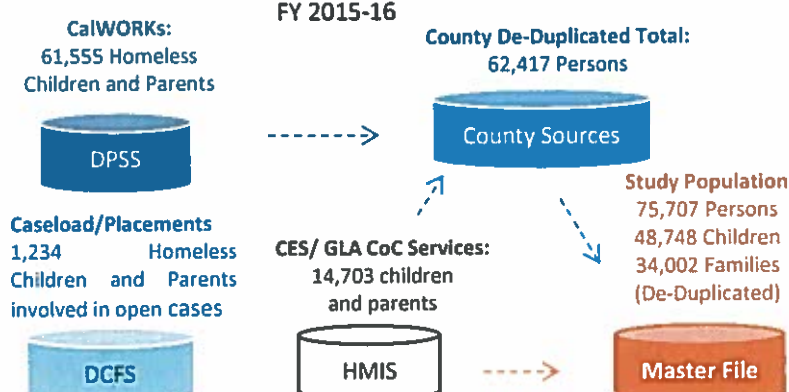 FY 2015-16
CalWORKs:
61,555 Homeless
Children and Parents
DPSS
County De-Duplicated Total:
62,417 Persons
County Sources
Caseload/Placements
1,234 Homeless
Children and Parents
involved in open cases
DCFS
CES/ GLA CoC Services:
14,703 children
and parents
HMIS
Study Population
75,707 Persons
48,748 Children
34,002 Families
(De-Duplicated)
Master File